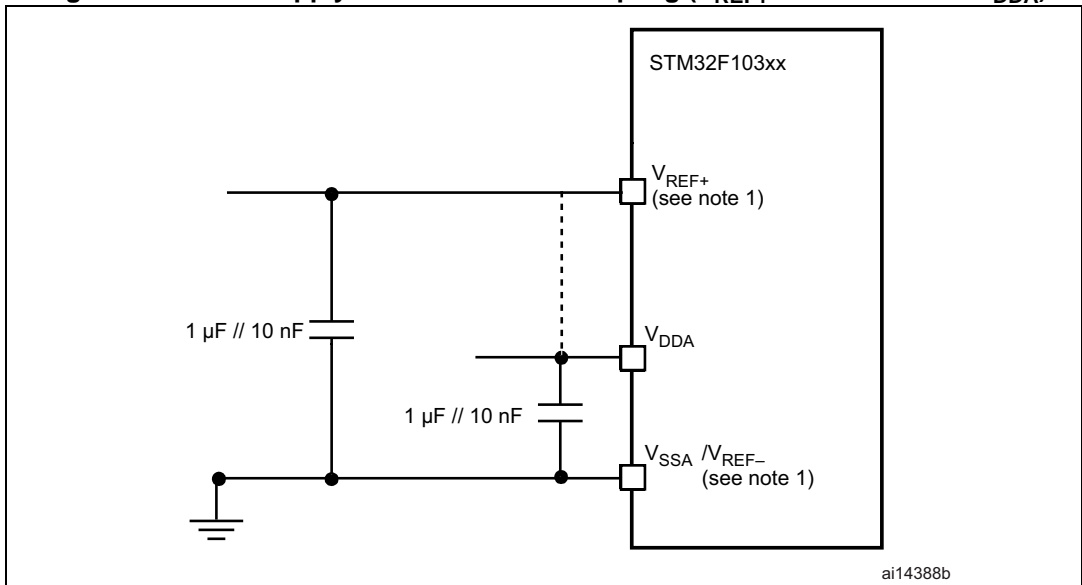 STM32F103xx
VREF+
(see note 1)
1 µF // 10 nF
VDDA
1 µF // 10 nF
VSSA /VREF–
(see note 1)
ai14388b